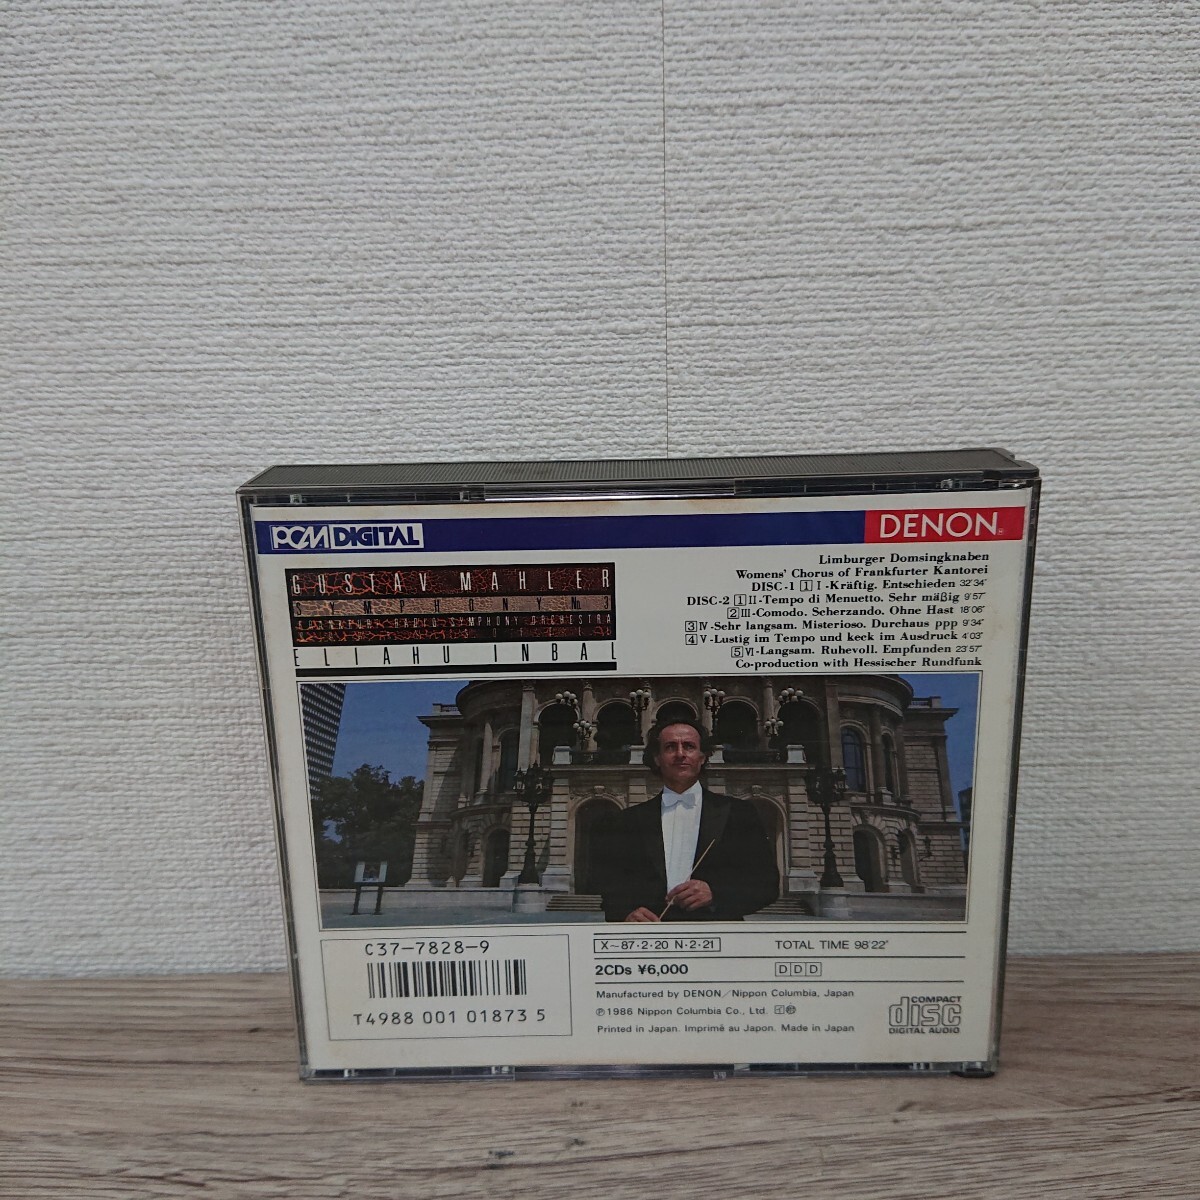 PCM DIGITAL
DENON
GUSTAV MAHLER
SYMPHONY No.3
FRANKFURT RADIO SYMPHONY ORCHESTRA
ELIAHU INBAL
Limburger Domsingknaben
Womens' Chorus of Frankfurter Kantorei
DISC-1 1 I-Kräftig. Entschieden 32'34"
DISC-2 1 II-Tempo di Menuetto. Sehr mäßig 9'57"
2 III-Comodo. Scherzando. Ohne Hast 18'06"
3 IV-Sehr langsam. Misterioso. Durchaus ppp 9'34"
4 V-Lustig im Tempo und keck im Ausdruck 4'03"
5 VI-Langsam. Ruhevoll. Empfunden 23'57"
Co-production with Hessischer Rundfunk
C37-7828-9
T4988 001 01873 5
X~87·2·20 N·2·21
TOTAL TIME 98'22"
2CDs ¥6,000
DDD
Manufactured by DENON/Nippon Columbia, Japan
℗1986 Nippon Columbia Co., Ltd.
Printed in Japan. Imprimé au Japon. Made in Japan
COMPACT
disc
DIGITAL AUDIO